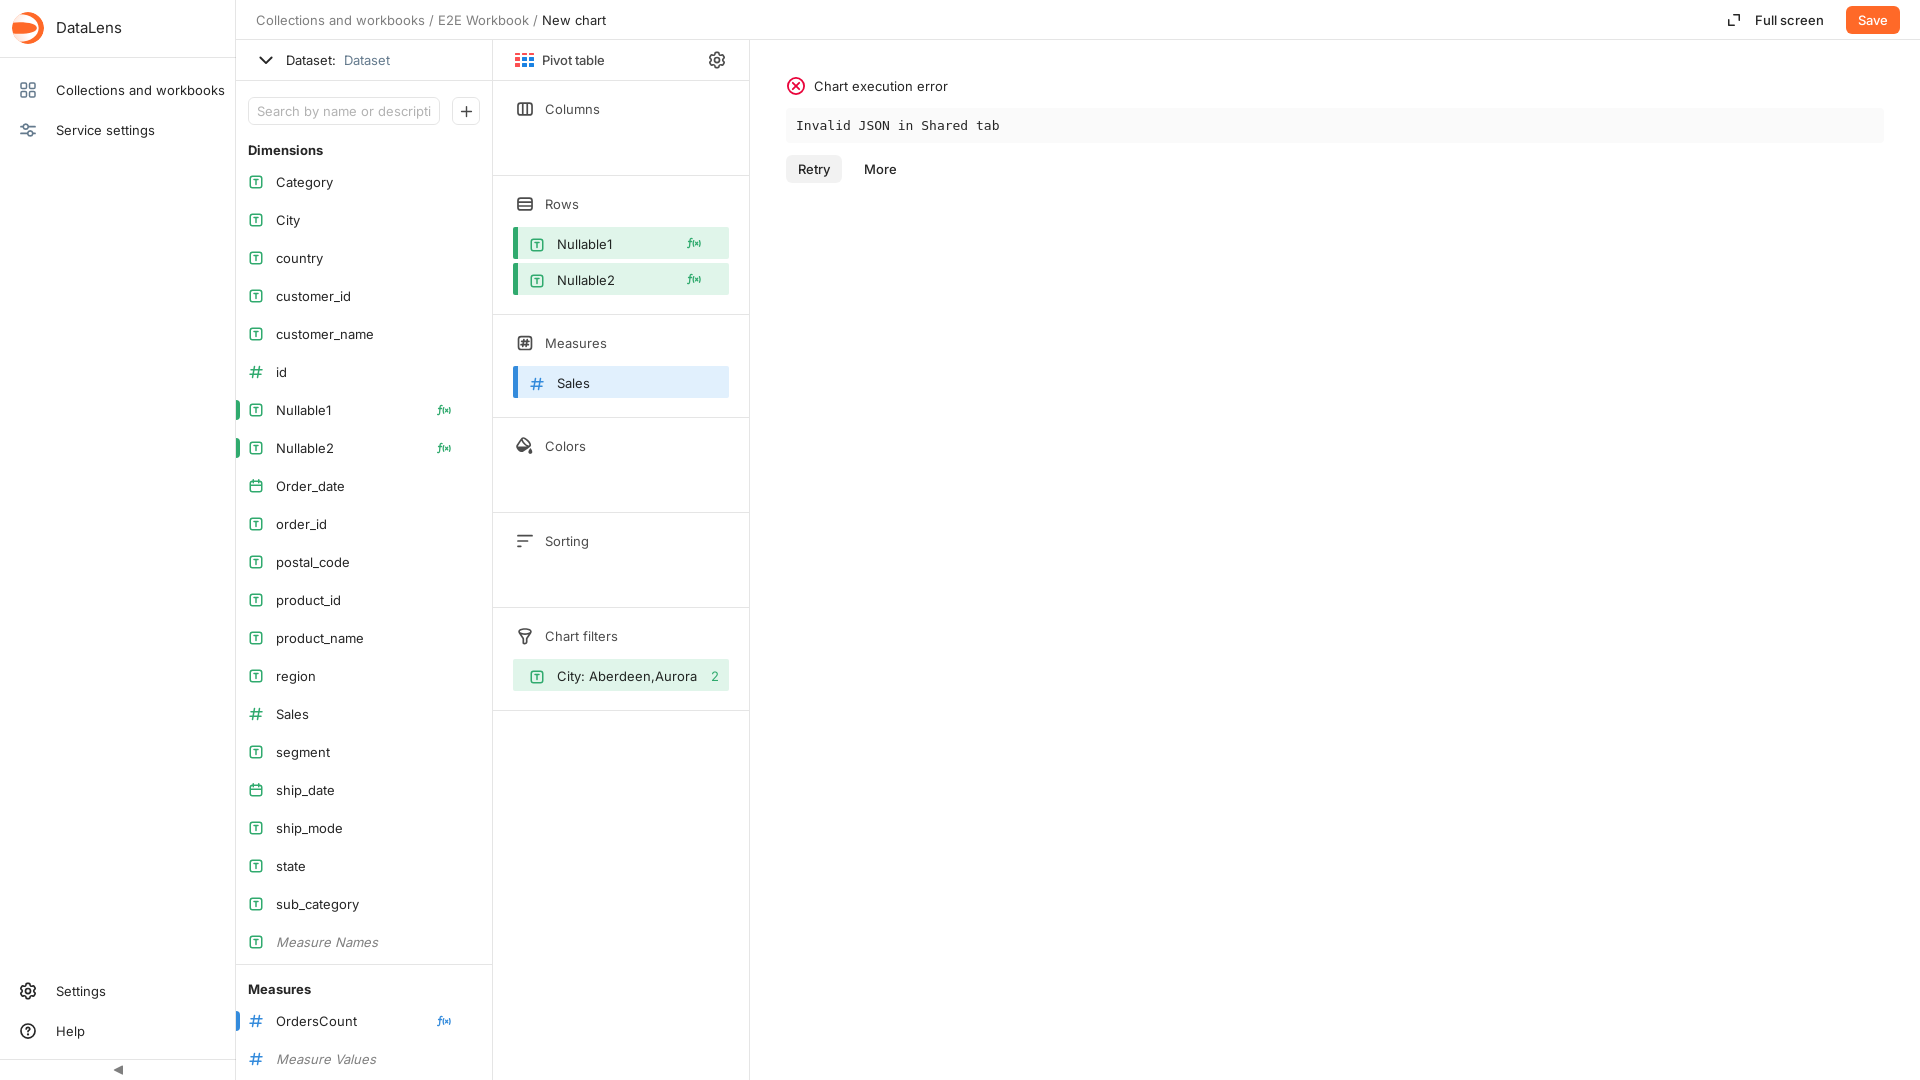 DataLens
Collections and workbooks
Service settings
Settings
Help
Collections and workbooks / E2E Workbook / New chart
Full screen
Save
Dataset: Dataset
Search by name or descripti
Dimensions
Category
City
country
customer_id
customer_name
id
Nullable1 ƒ(x)
Nullable2 ƒ(x)
Order_date
order_id
postal_code
product_id
product_name
region
Sales
segment
ship_date
ship_mode
state
sub_category
Measure Names
Measures
OrdersCount ƒ(x)
Measure Values
Pivot table
Columns
Rows
Nullable1 ƒ(x)
Nullable2 ƒ(x)
Measures
Sales
Colors
Sorting
Chart filters
City: Aberdeen,Aurora 2
Chart execution error
Invalid JSON in Shared tab
Retry
More